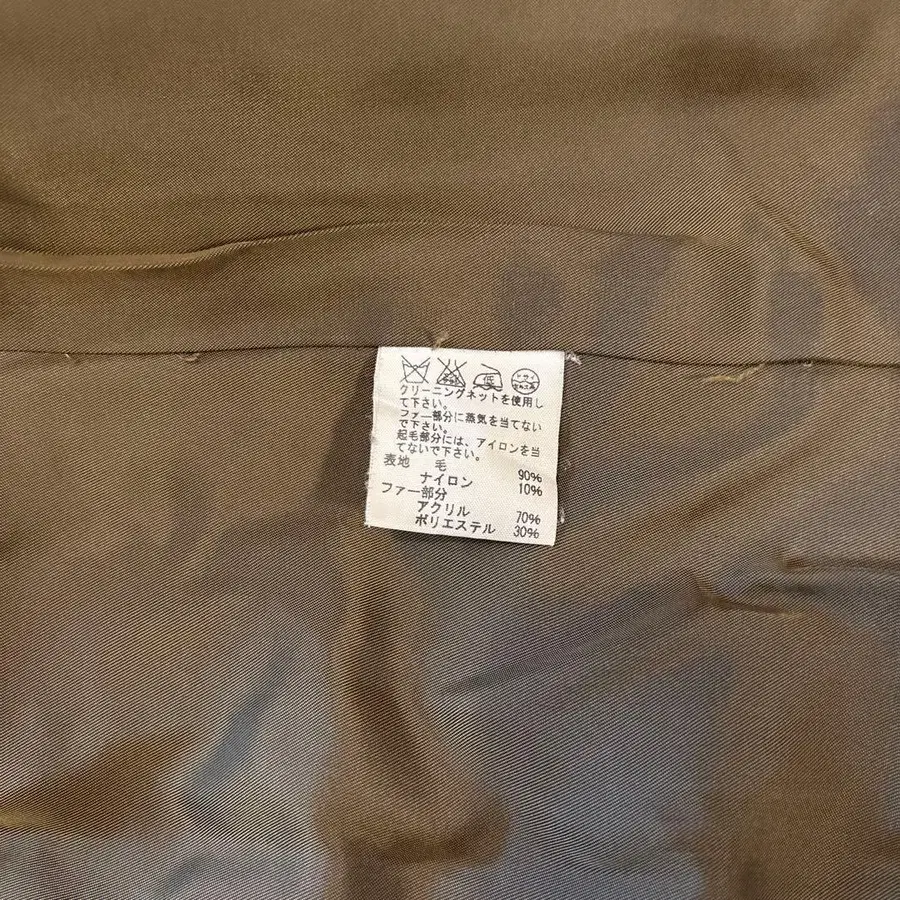 低 ドライ
クリーニングネットを使用し
て下さい。
ファー部分に蒸気を当てない
で下さい。
起毛部分には、アイロンを当
てないで下さい。
表地 毛 90%
ナイロン 10%
ファー部分
アクリル 70%
ポリエステル 30%